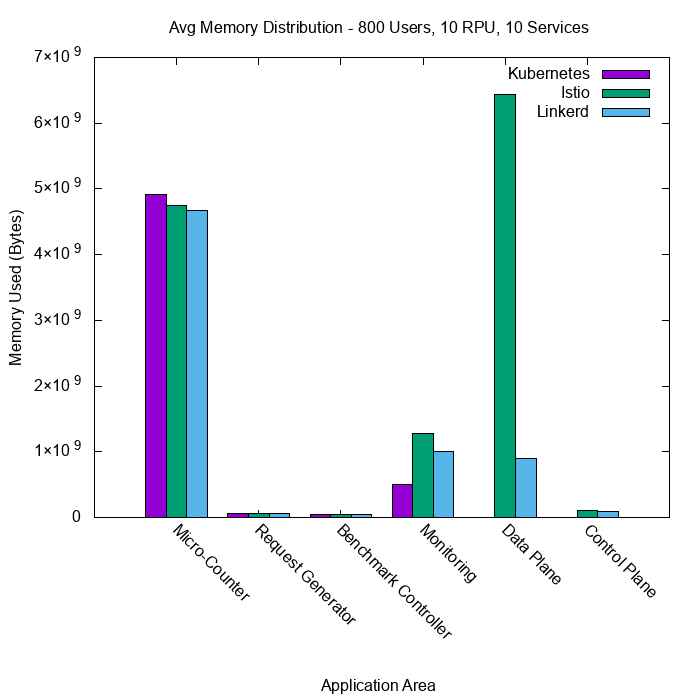 Avg Memory Distribution - 800 Users, 10 RPU, 10 Services
Kubernetes
Istio
Linkerd
Memory Used (Bytes)
7×10⁹
6×10⁹
5×10⁹
4×10⁹
3×10⁹
2×10⁹
1×10⁹
0
Micro-Counter
Request Generator
Benchmark Controller
Monitoring
Data Plane
Control Plane
Application Area